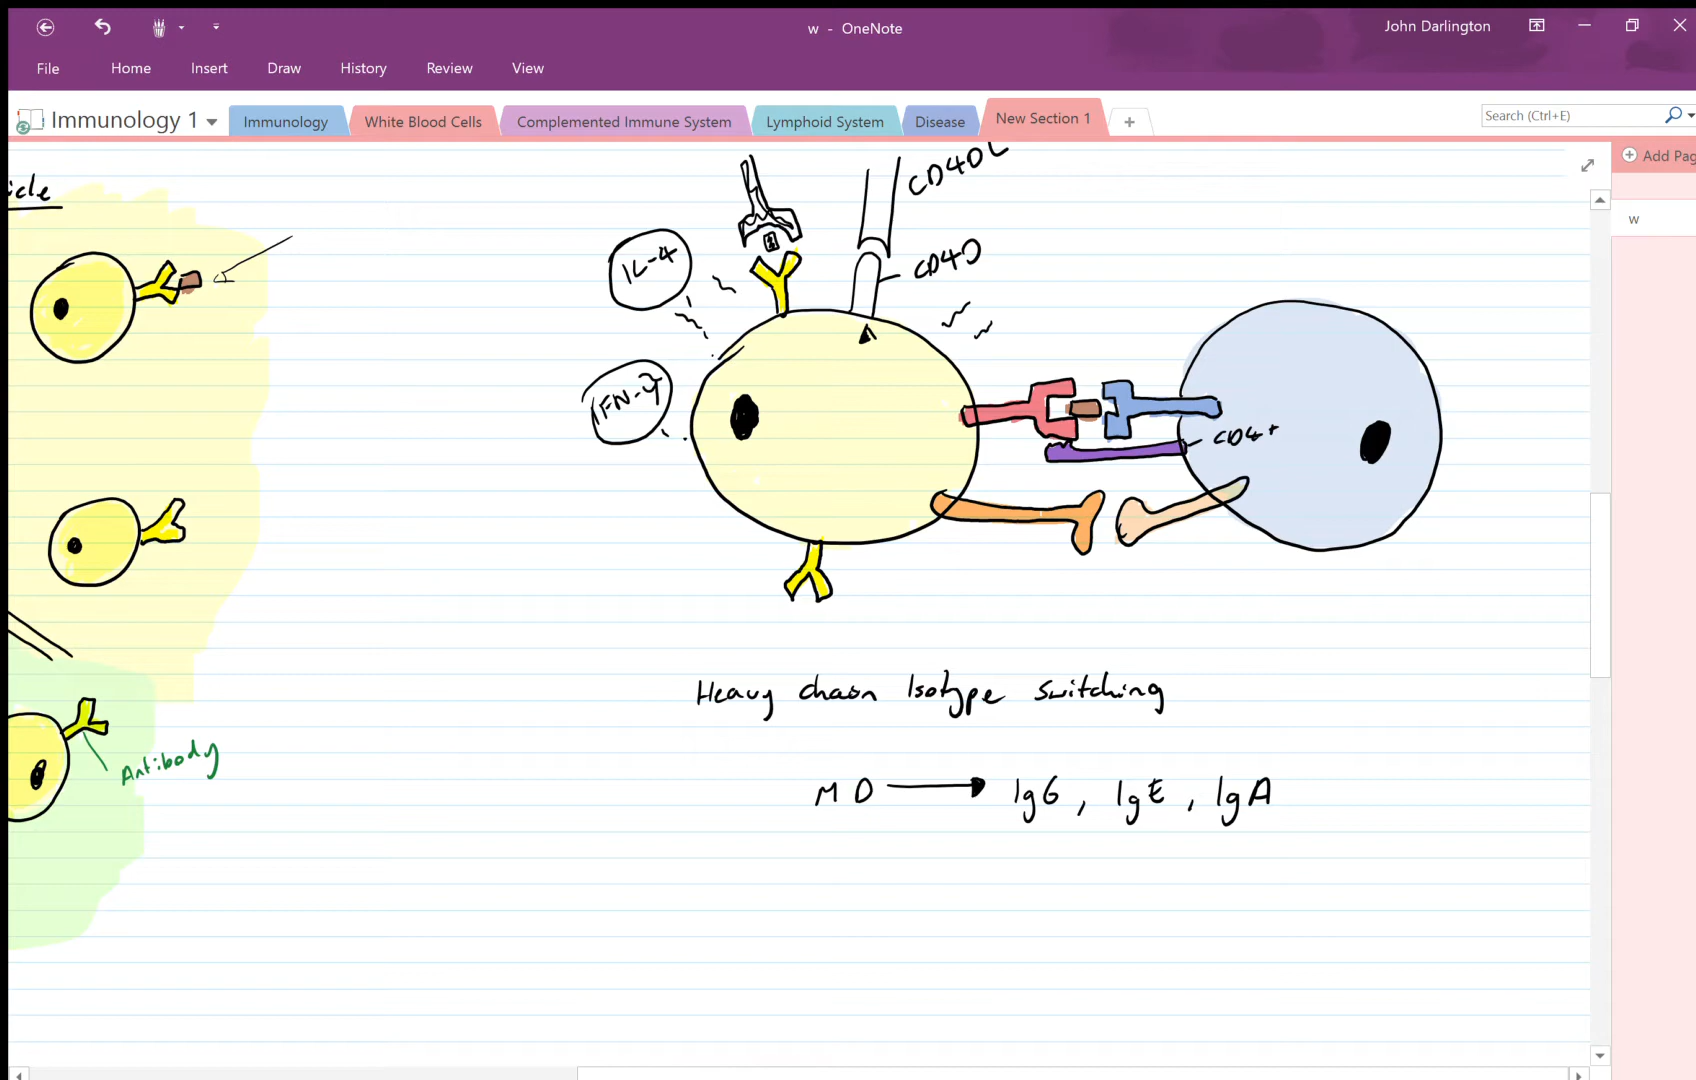 w - OneNote
John Darlington
File Home Insert Draw History Review View
Immunology 1
Immunology
White Blood Cells
Complemented Immune System
Lymphoid System
Disease
New Section 1
Search (Ctrl+E)
Add Pag
w
icle
CD40L
CD40
IL-4
IFN-γ
CD4+
Antibody
Heavy chain Isotype Switching
M D → IgG, IgE, IgA